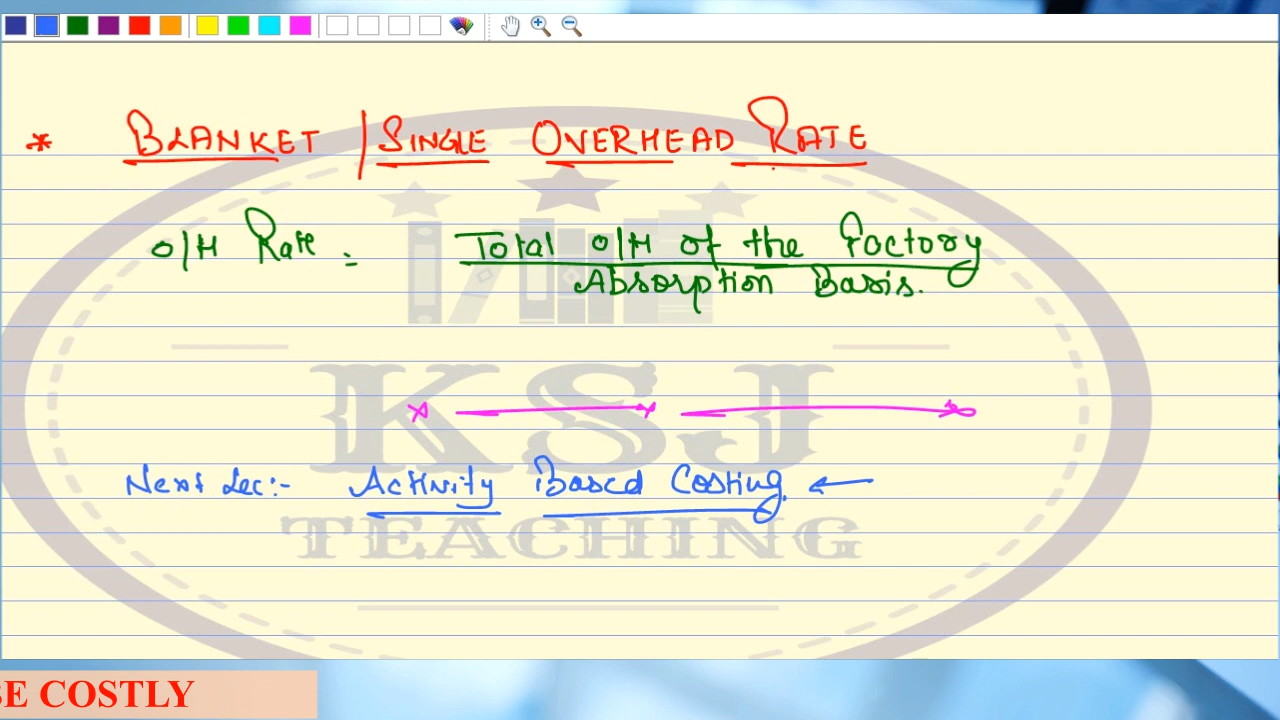 * BLANKET / SINGLE OVERHEAD RATE
O/H Rate = Total O/H of the Factory
Absorption Basis.
KSJ
Next Lec:- Activity Based Costing. ←
TEACHING
BE COSTLY